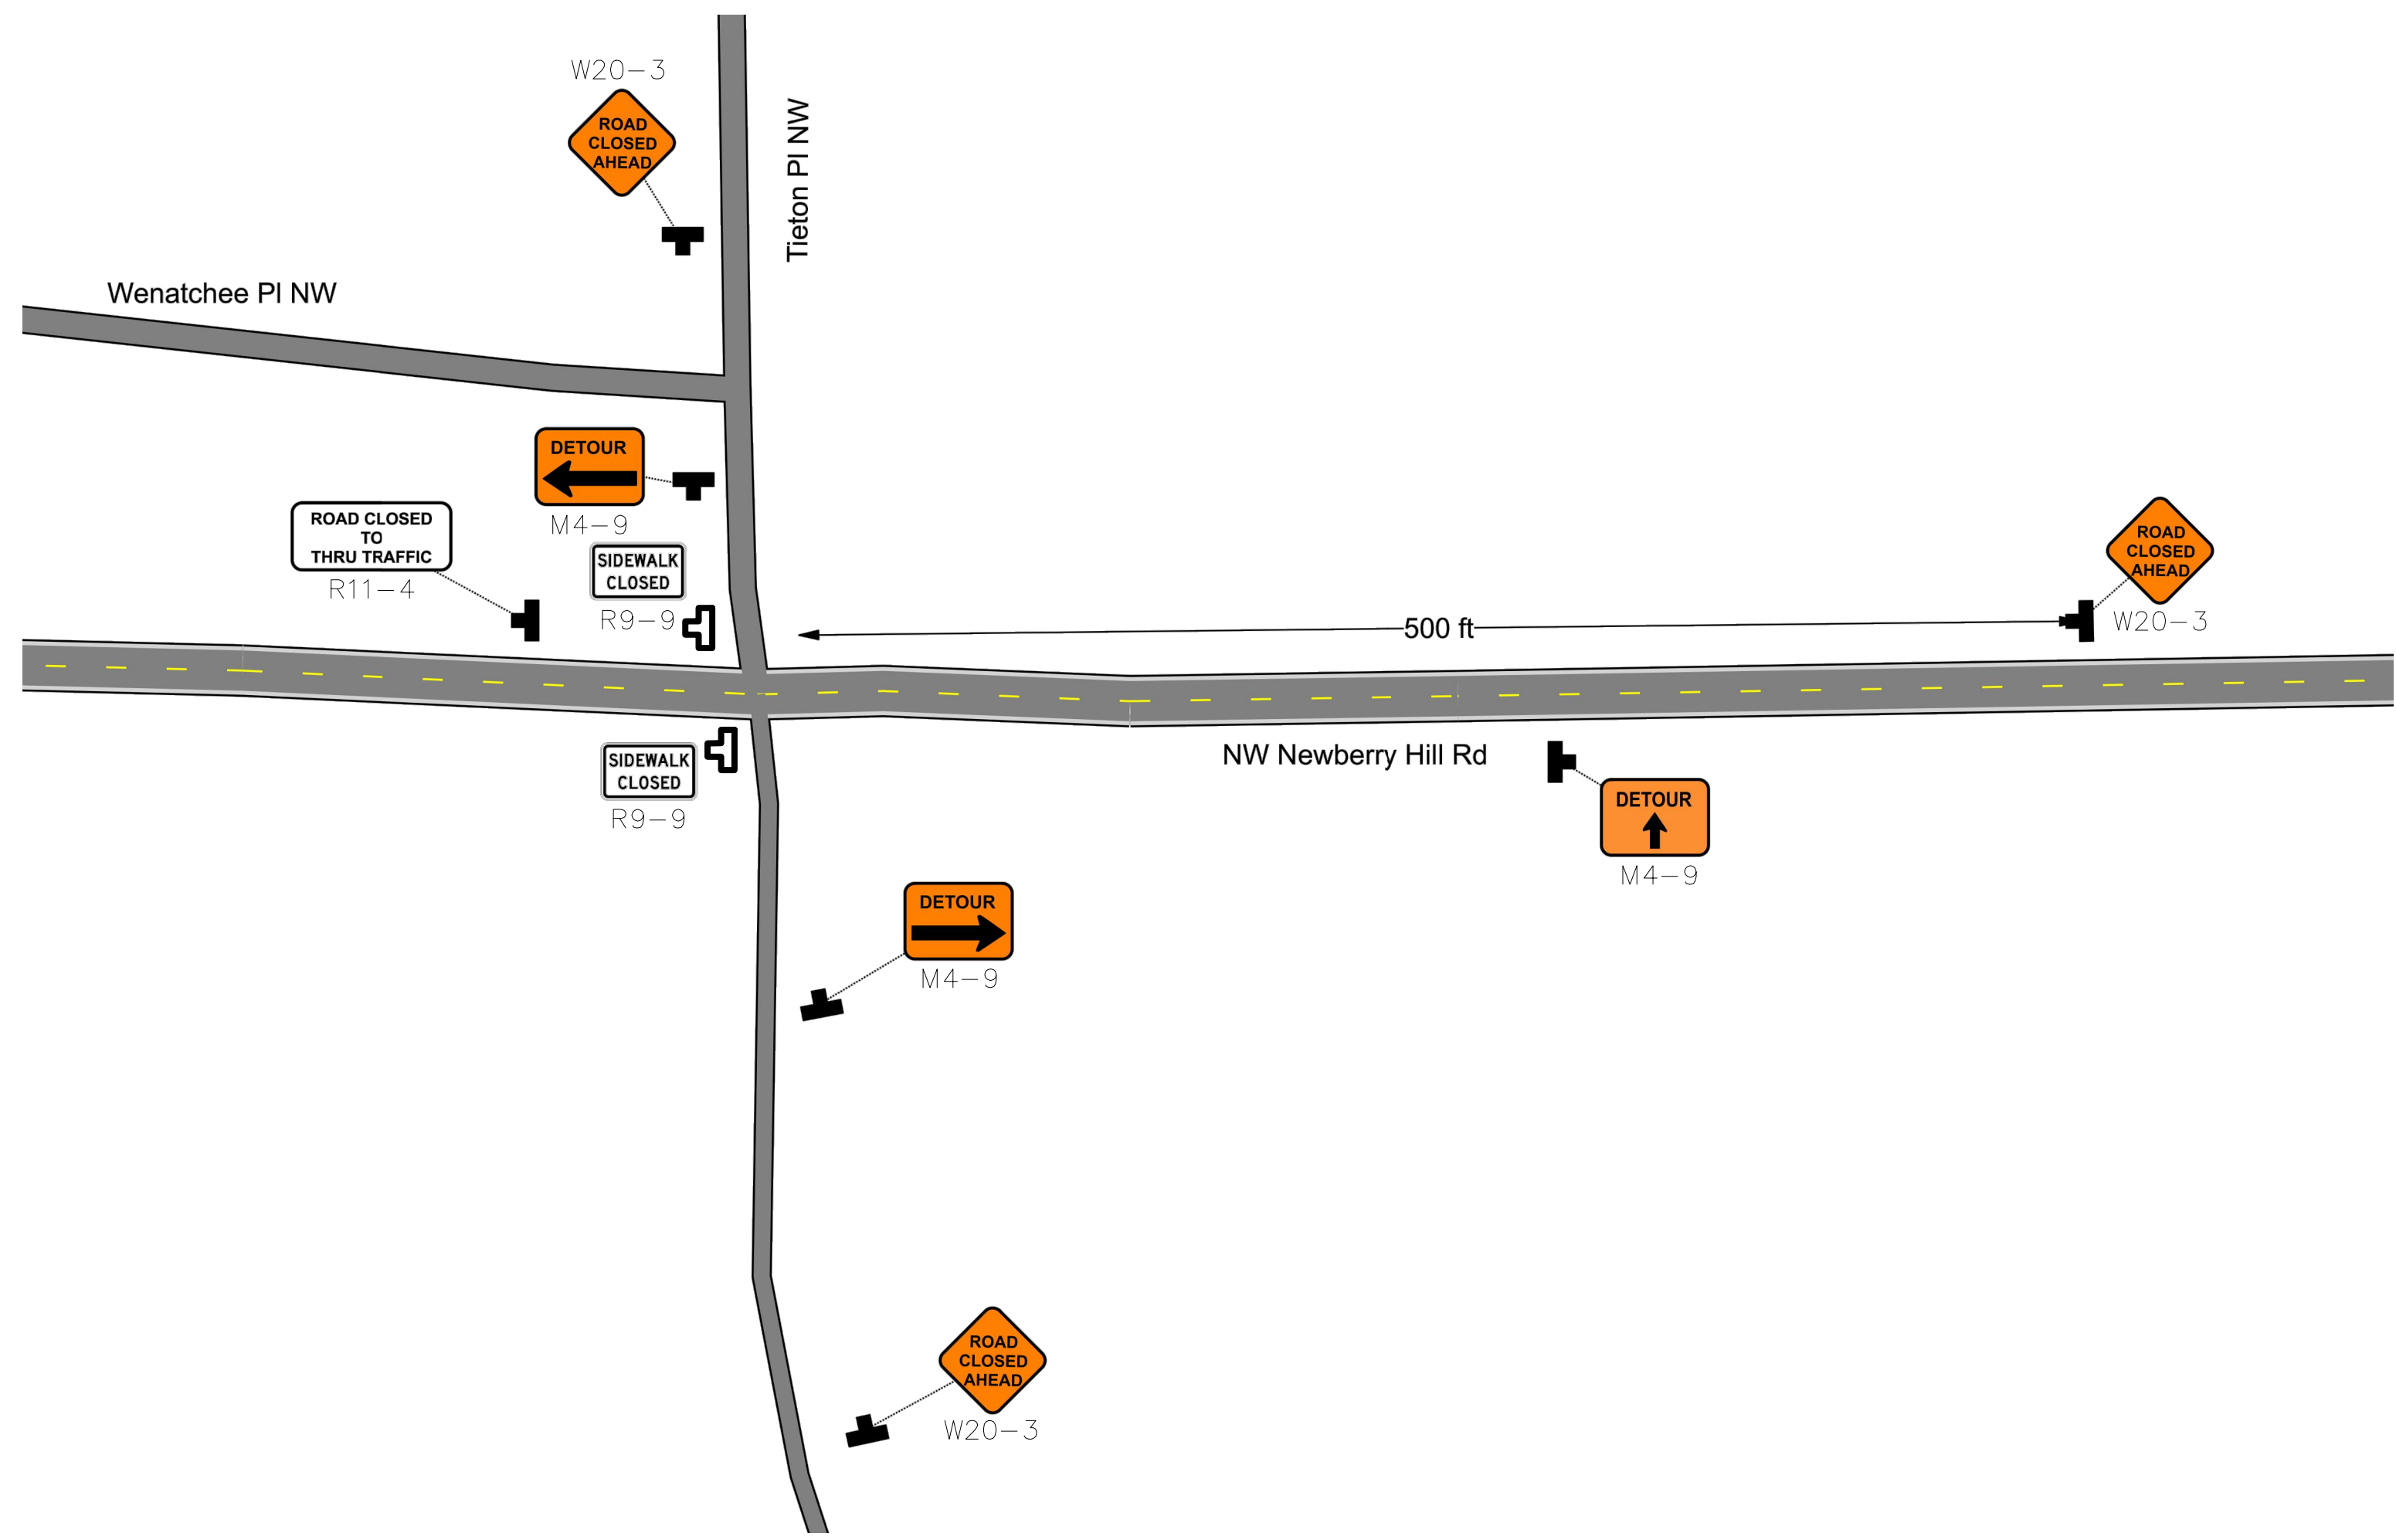 W20-3
ROAD
CLOSED
AHEAD
Tieton Pl NW
Wenatchee Pl NW
DETOUR
M4-9
ROAD CLOSED
TO
THRU TRAFFIC
R11-4
SIDEWALK
CLOSED
R9-9
500 ft
ROAD
CLOSED
AHEAD
W20-3
SIDEWALK
CLOSED
R9-9
NW Newberry Hill Rd
DETOUR
M4-9
DETOUR
M4-9
ROAD
CLOSED
AHEAD
W20-3